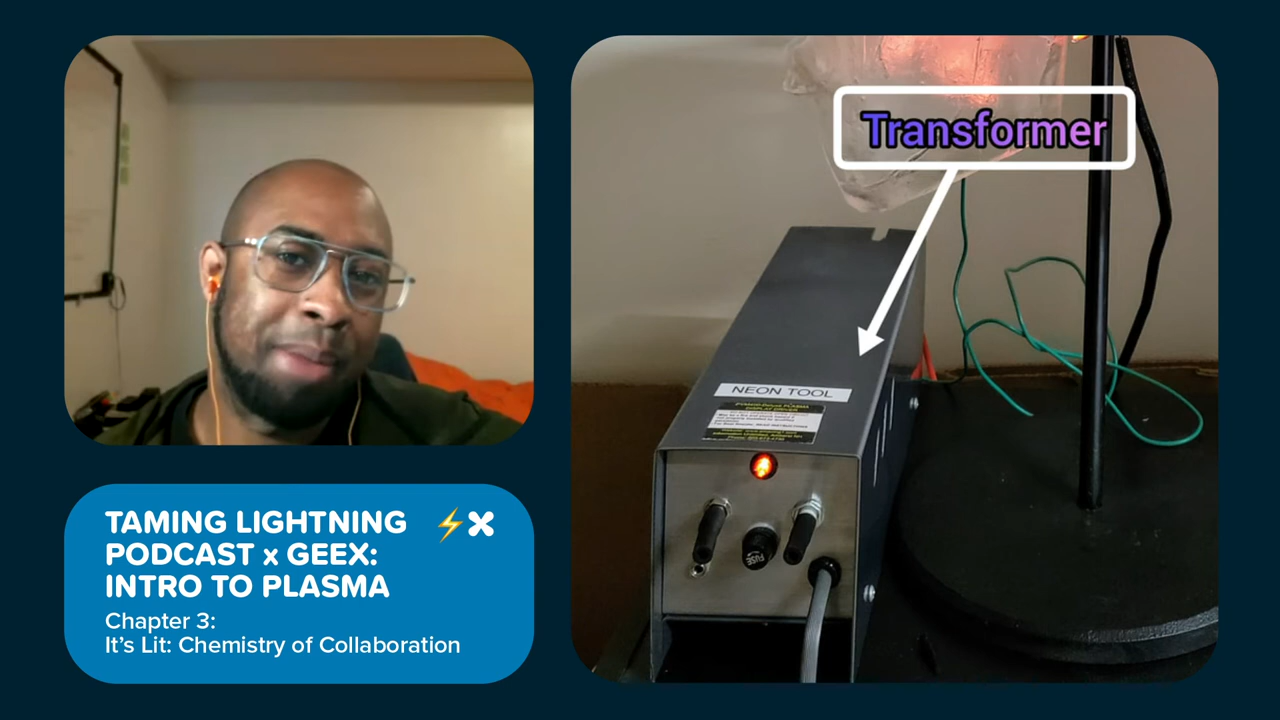 Transformer
NEON TOOL
FUSE
TAMING LIGHTNING
PODCAST x GEEX:
INTRO TO PLASMA
Chapter 3:
It’s Lit: Chemistry of Collaboration